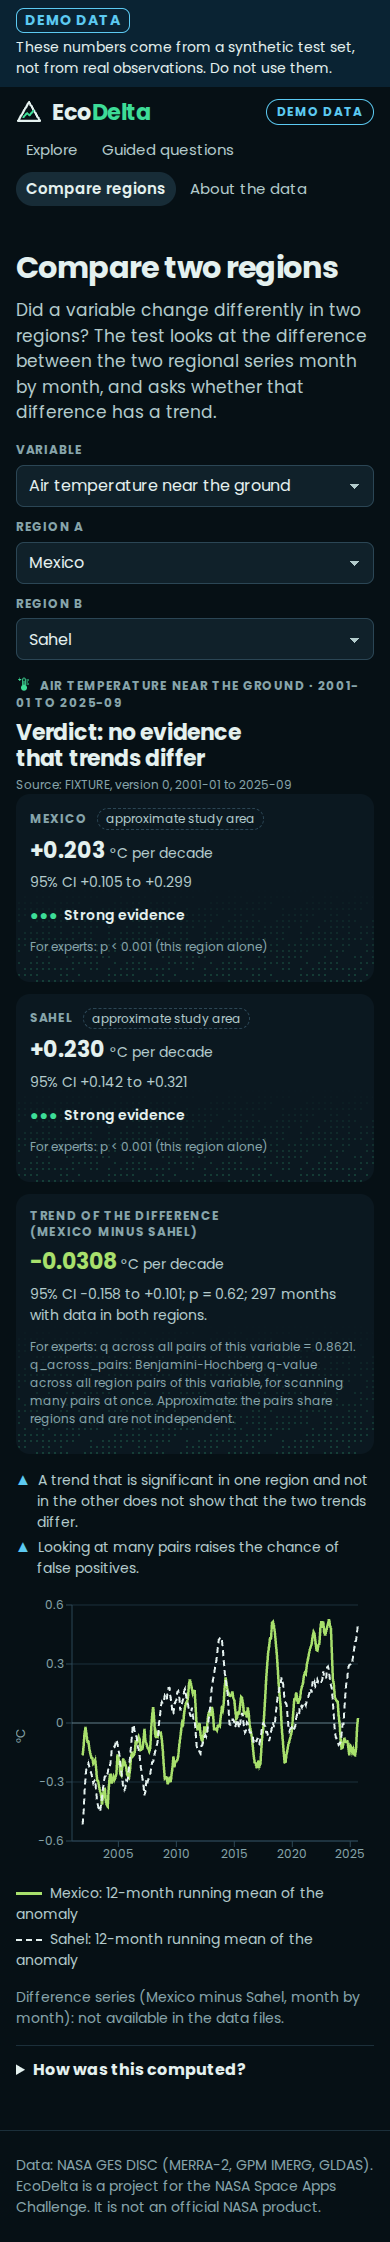 DEMO DATA
These numbers come from a synthetic test set,
not from real observations. Do not use them.
EcoDelta
DEMO DATA
Explore
Guided questions
Compare regions
About the data
Compare two regions
Did a variable change differently in two
regions? The test looks at the difference
between the two regional series month
by month, and asks whether that
difference has a trend.
VARIABLE
Air temperature near the ground
REGION A
Mexico
REGION B
Sahel
AIR TEMPERATURE NEAR THE GROUND · 2001-
01 TO 2025-09
Verdict: no evidence
that trends differ
Source: FIXTURE, version 0, 2001-01 to 2025-09
MEXICO approximate study area
+0.203 °C per decade
95% CI +0.105 to +0.299
Strong evidence
For experts: p < 0.001 (this region alone)
SAHEL approximate study area
+0.230 °C per decade
95% CI +0.142 to +0.321
Strong evidence
For experts: p < 0.001 (this region alone)
TREND OF THE DIFFERENCE
(MEXICO MINUS SAHEL)
−0.0308 °C per decade
95% CI -0.158 to +0.101; p = 0.62; 297 months
with data in both regions.
For experts: q across all pairs of this variable = 0.8621.
q_across_pairs: Benjamini-Hochberg q-value
across all region pairs of this variable, for scanning
many pairs at once. Approximate: the pairs share
regions and are not independent.
▲ A trend that is significant in one region and not
in the other does not show that the two trends
differ.
▲ Looking at many pairs raises the chance of
false positives.
0.6
0.3
0
−0.3
−0.6
°C
2005
2010
2015
2020
2025
Mexico: 12-month running mean of the
anomaly
Sahel: 12-month running mean of the
anomaly
Difference series (Mexico minus Sahel, month by
month): not available in the data files.
How was this computed?
Data: NASA GES DISC (MERRA-2, GPM IMERG, GLDAS).
EcoDelta is a project for the NASA Space Apps
Challenge. It is not an official NASA product.